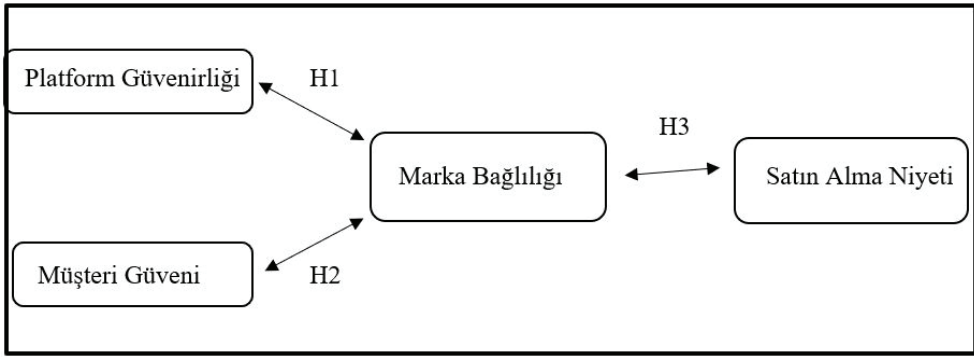 Platform Güvenirliği
H1
H3
Marka Bağlılığı
Satın Alma Niyeti
Müşteri Güveni
H2